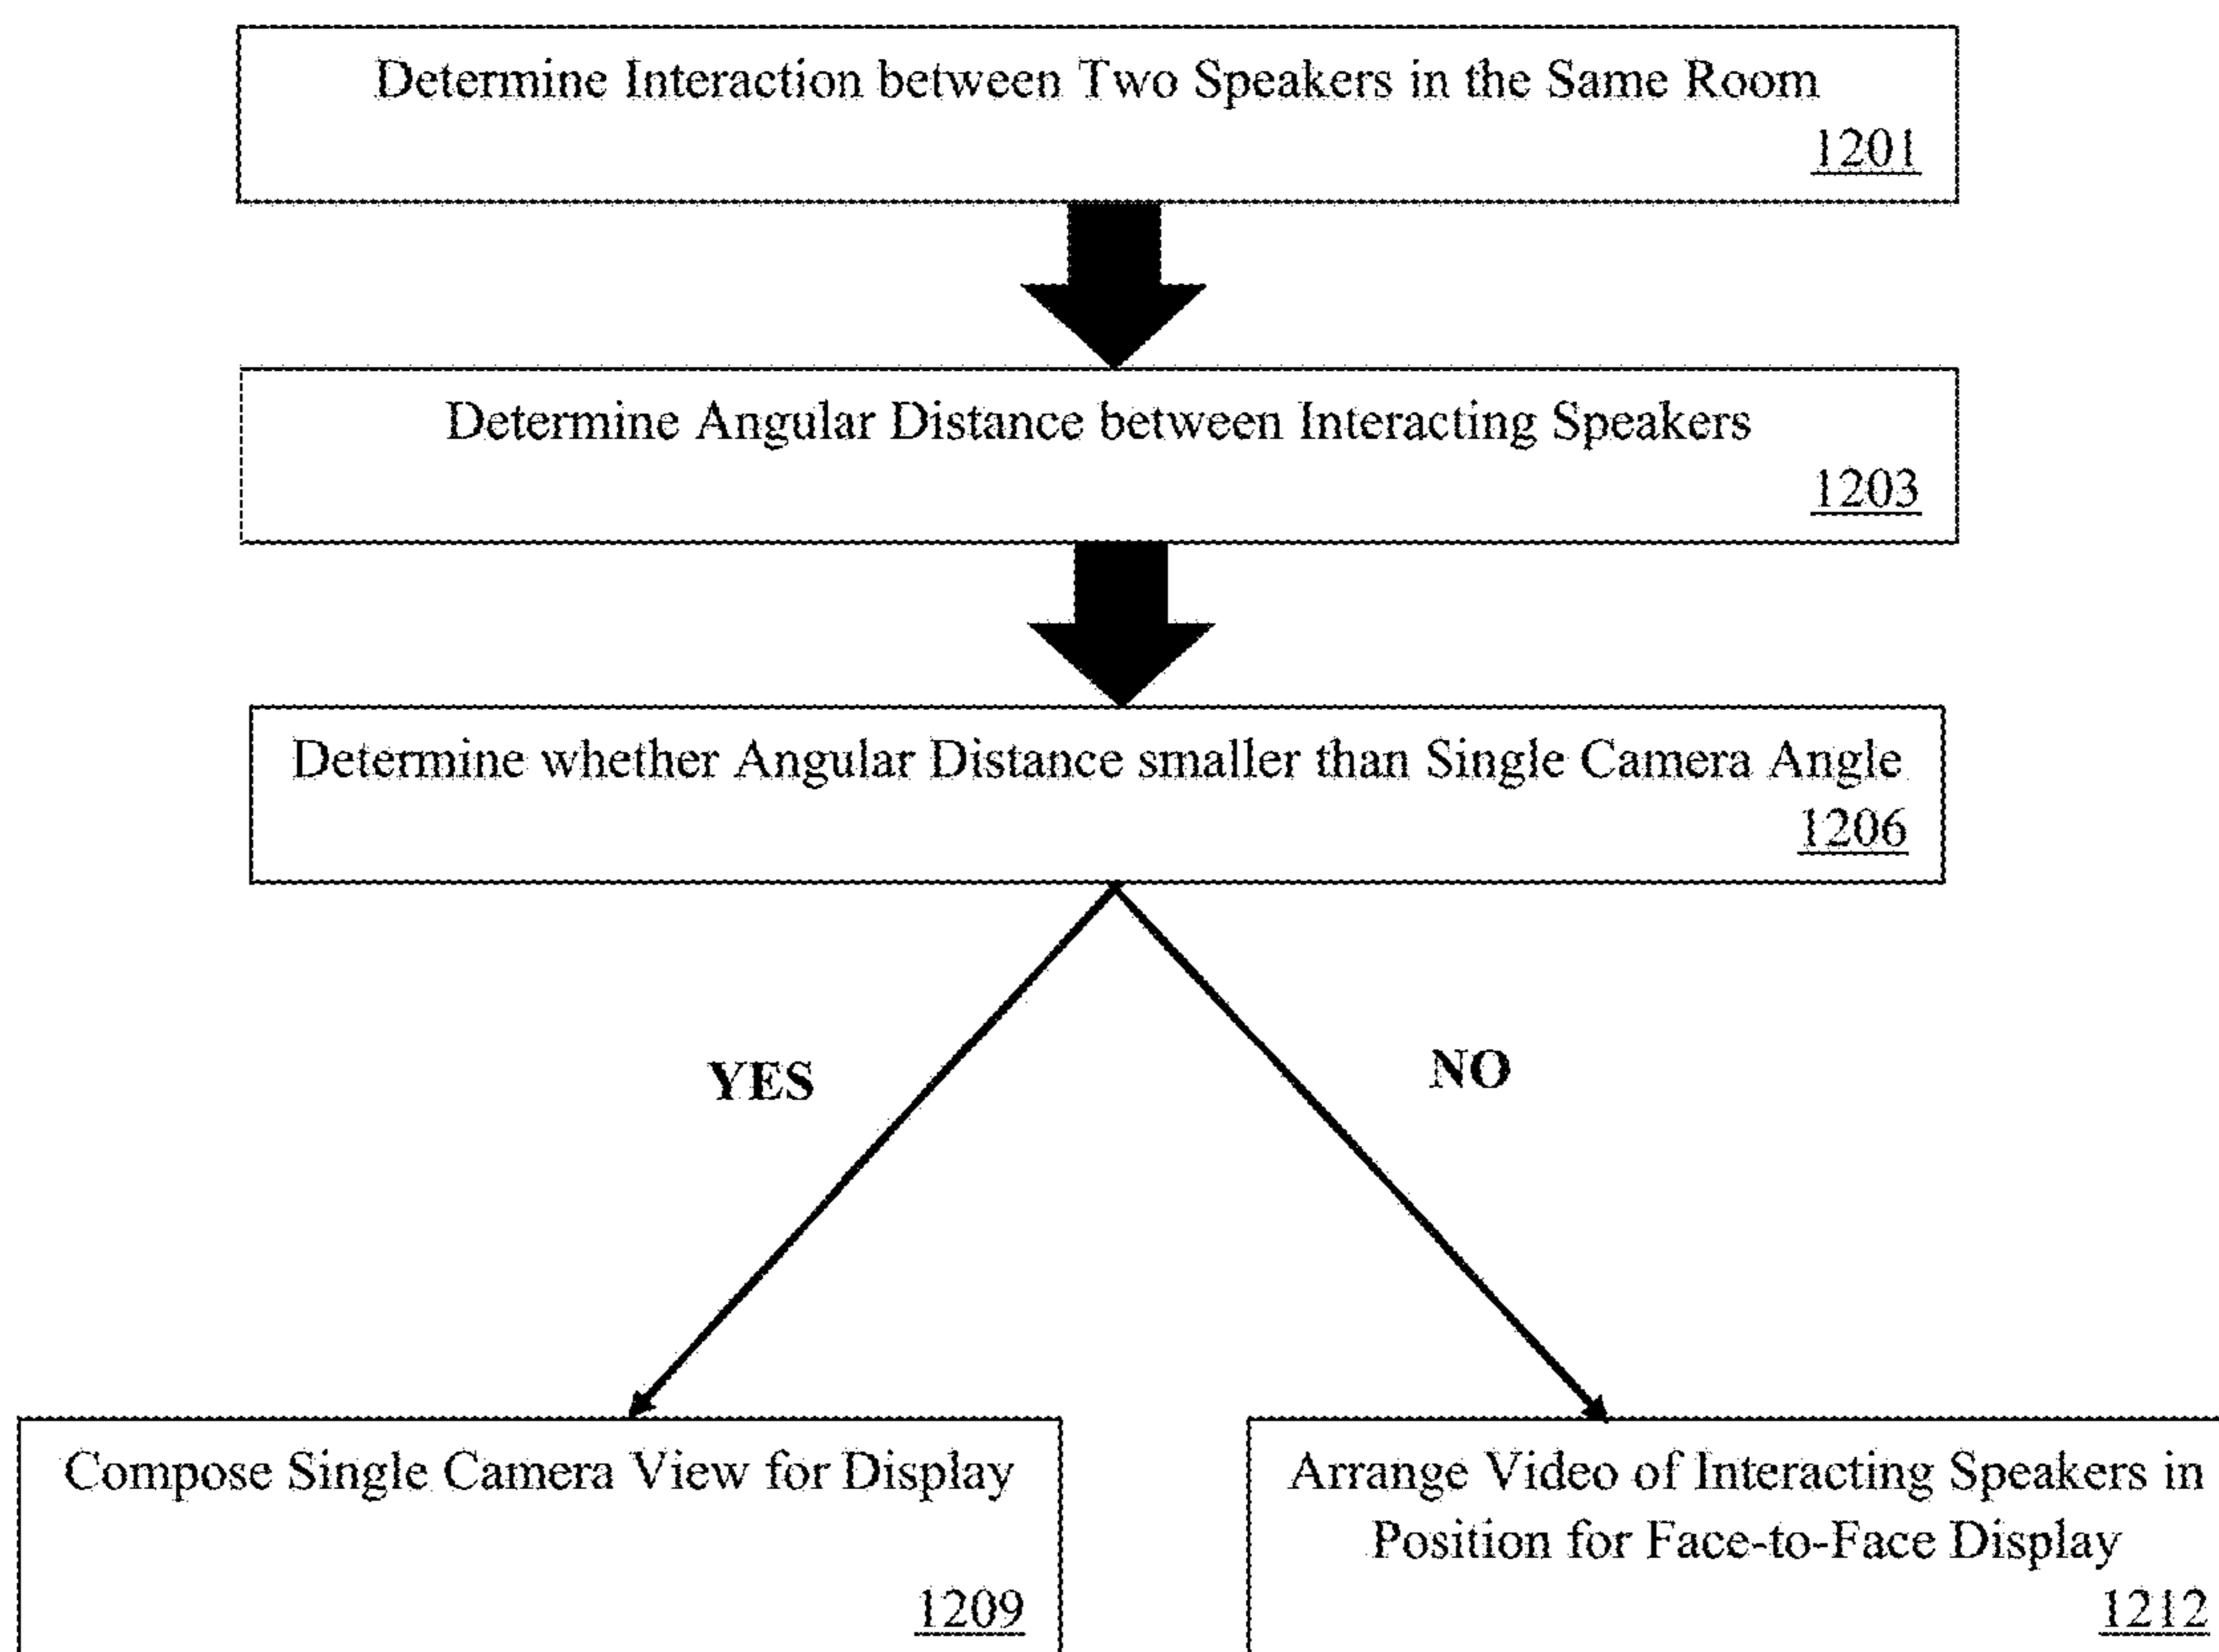 Determine Interaction between Two Speakers in the Same Room
1201
Determine Angular Distance between Interacting Speakers
1203
Determine whether Angular Distance smaller than Single Camera Angle
1206
YES
NO
Compose Single Camera View for Display
1209
Arrange Video of Interacting Speakers in
Position for Face-to-Face Display
1212